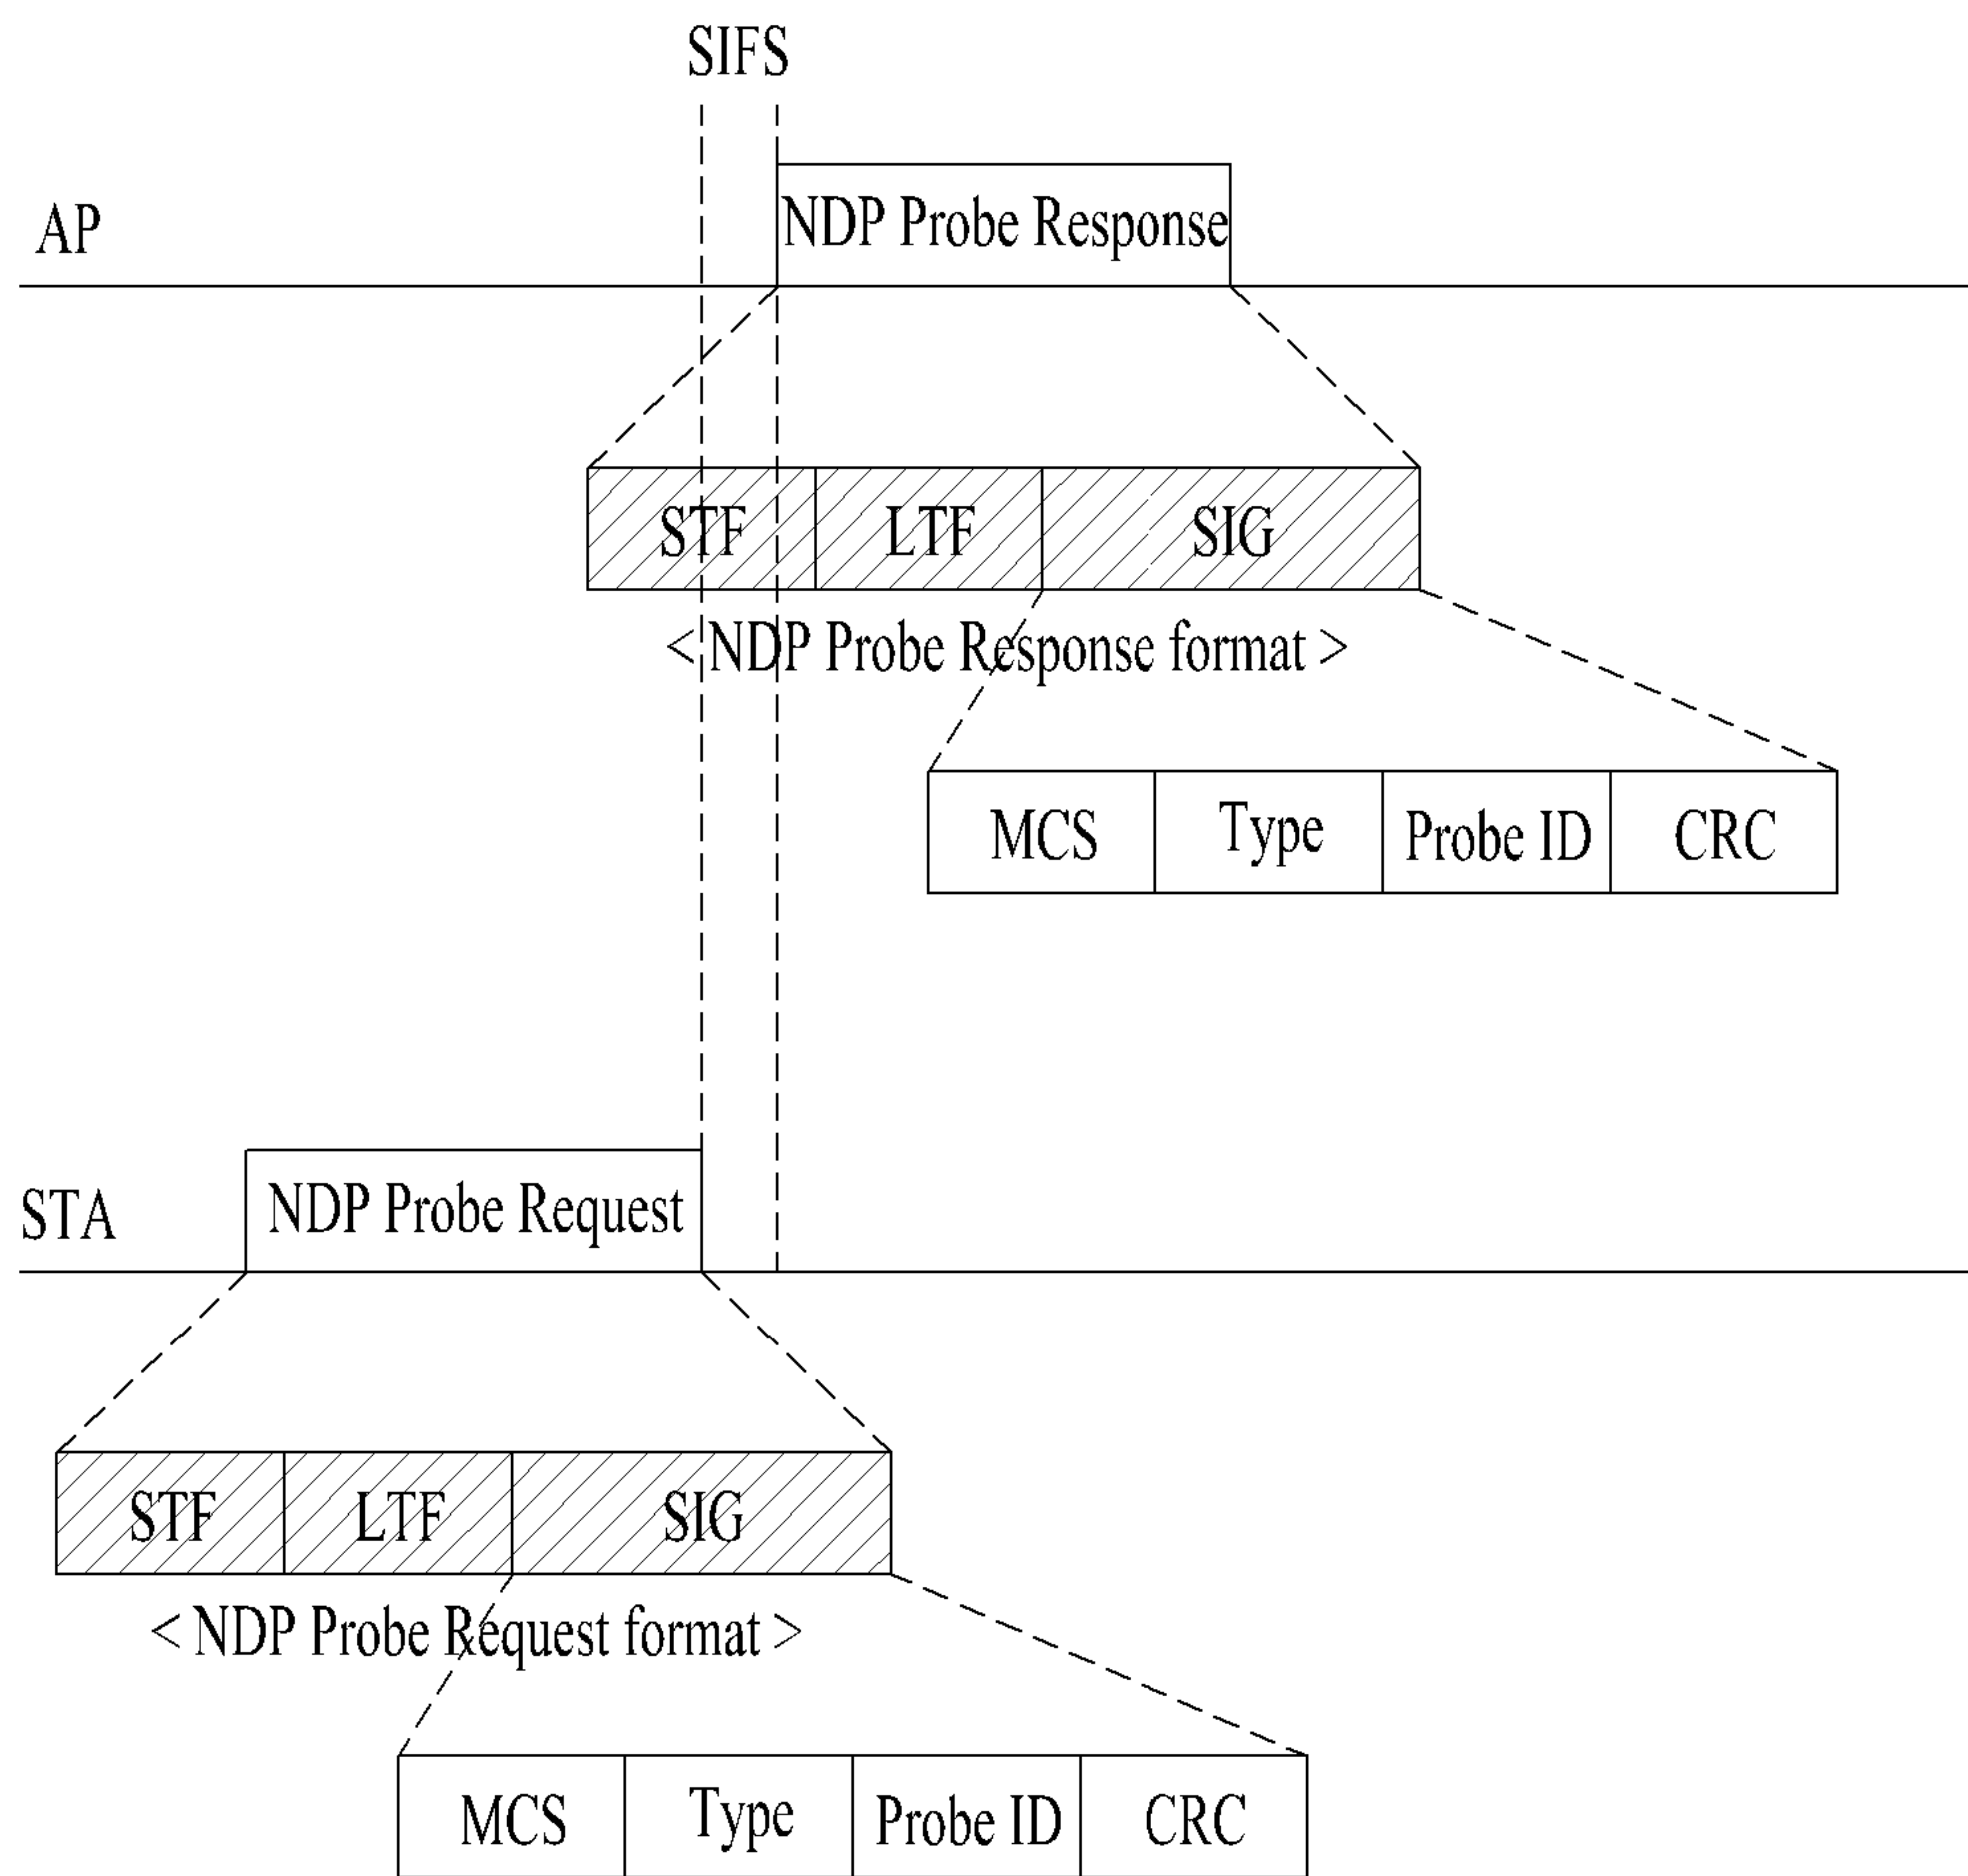 SIFS
AP
NDP Probe Response
STF LTF SIG
< NDP Probe Response format >
MCS Type Probe ID CRC
STA
NDP Probe Request
STF LTF SIG
< NDP Probe Request format >
MCS Type Probe ID CRC